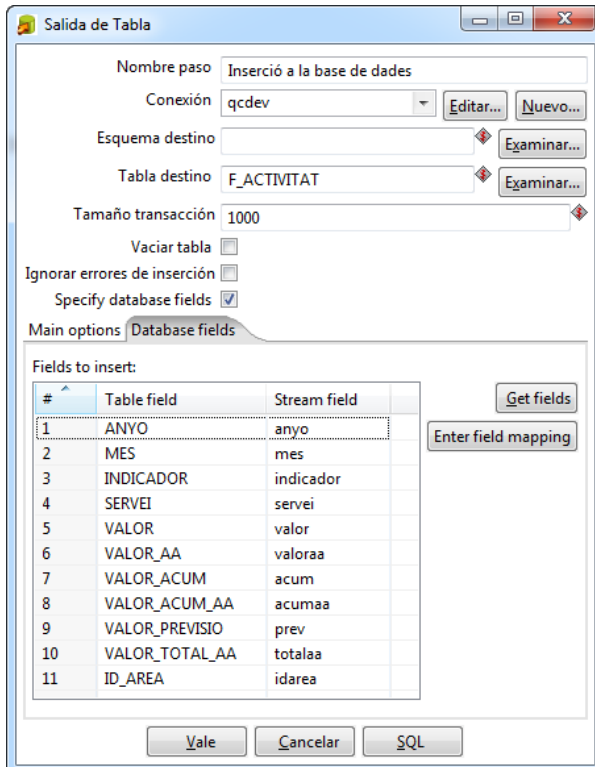 Salida de Tabla
Nombre paso Inserció a la base de dades
Conexión qcdev Editar... Nuevo...
Esquema destino Examinar...
Tabla destino F_ACTIVITAT Examinar...
Tamaño transacción 1000
Vaciar tabla
Ignorar errores de inserción
Specify database fields
Main options Database fields
Fields to insert:
# Table field Stream field Get fields
1 ANYO anyo Enter field mapping
2 MES mes
3 INDICADOR indicador
4 SERVEI servei
5 VALOR valor
6 VALOR_AA valoraa
7 VALOR_ACUM acum
8 VALOR_ACUM_AA acumaa
9 VALOR_PREVISIO prev
10 VALOR_TOTAL_AA totalaa
11 ID_AREA idarea
Vale Cancelar SQL